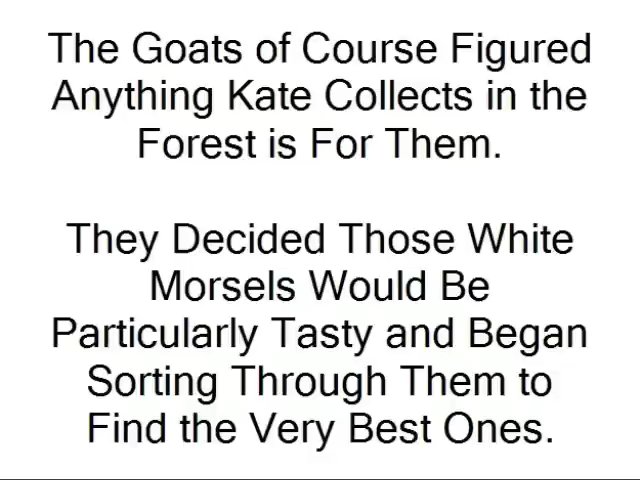 The Goats of Course Figured
Anything Kate Collects in the
Forest is For Them.
They Decided Those White
Morsels Would Be
Particularly Tasty and Began
Sorting Through Them to
Find the Very Best Ones.